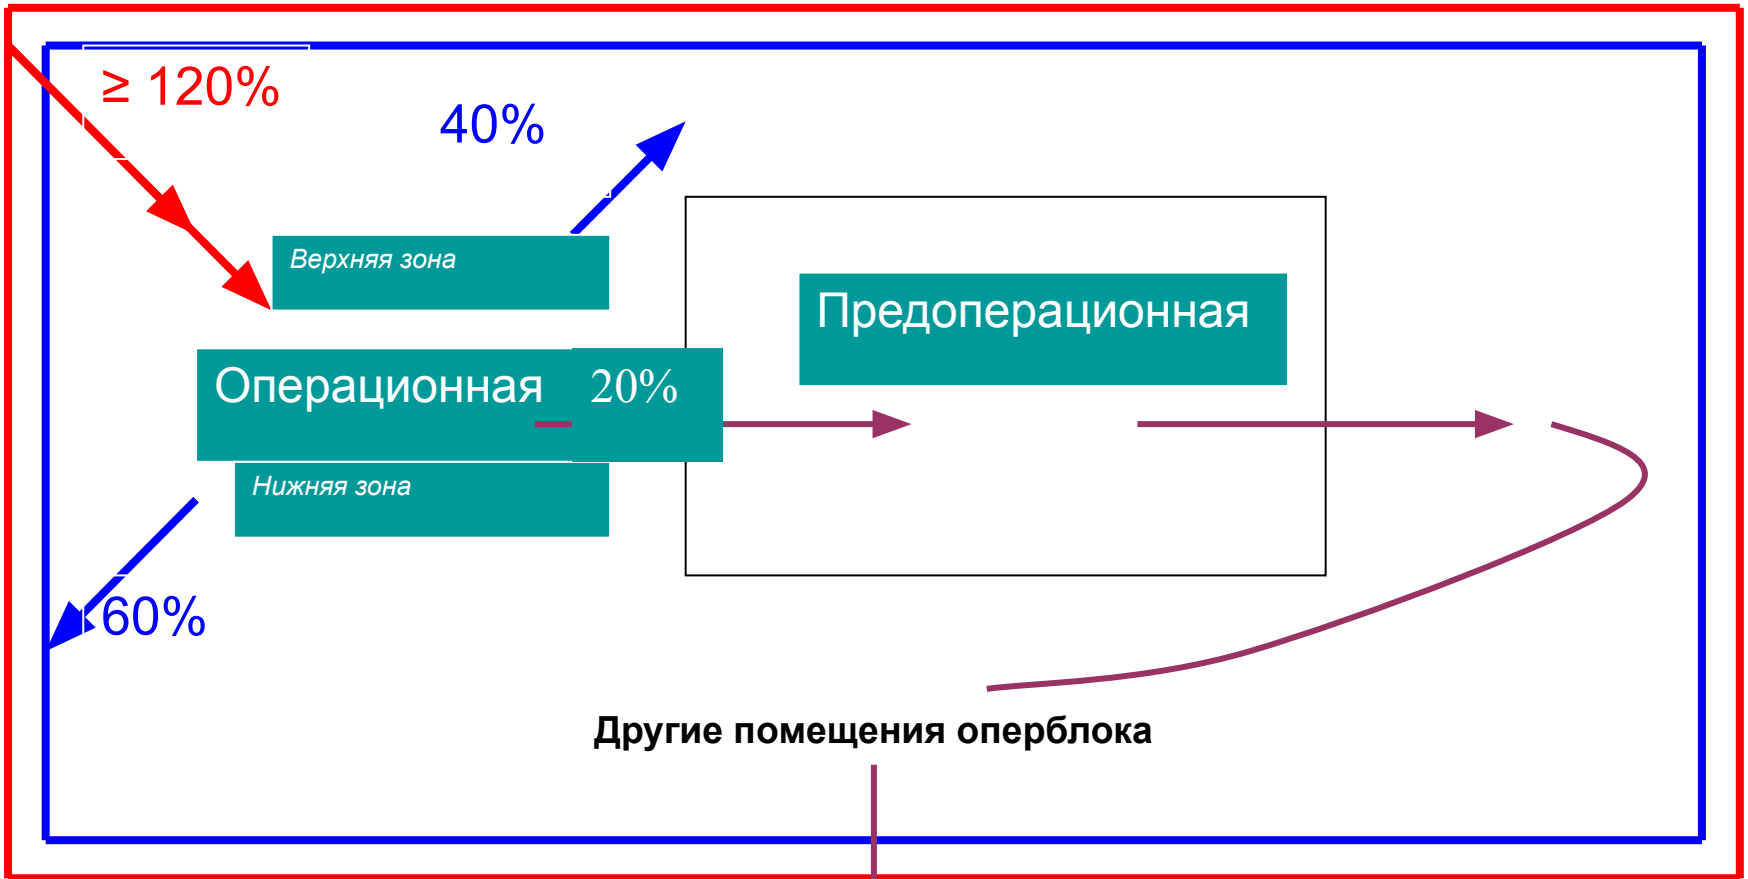 ≥ 120%
40%
Верхняя зона
Предоперационная
Операционная
20%
Нижняя зона
60%
Другие помещения оперблока